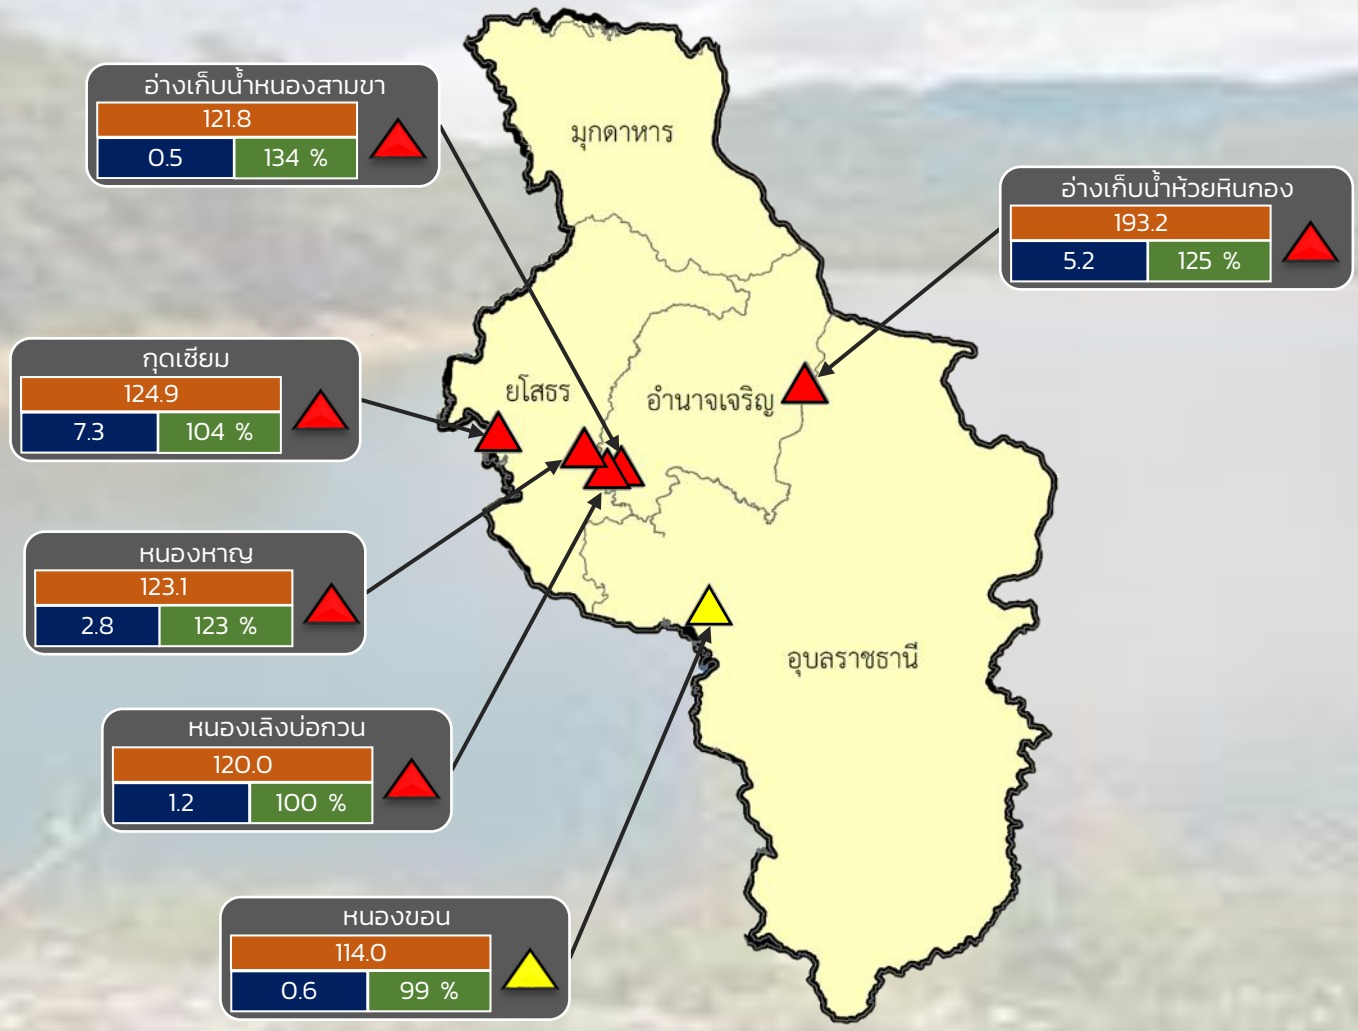 อ่างเก็บน้ำหนองสามขา
121.8
0.5 134 %
มุกดาหาร
อ่างเก็บน้ำห้วยหินกอง
193.2
5.2 125 %
กุดเซียม
124.9
7.3 104 %
ยโสธร
อำนาจเจริญ
หนองหาญ
123.1
2.8 123 %
อุบลราชธานี
หนองเลิงบ่อกวน
120.0
1.2 100 %
หนองขอน
114.0
0.6 99 %